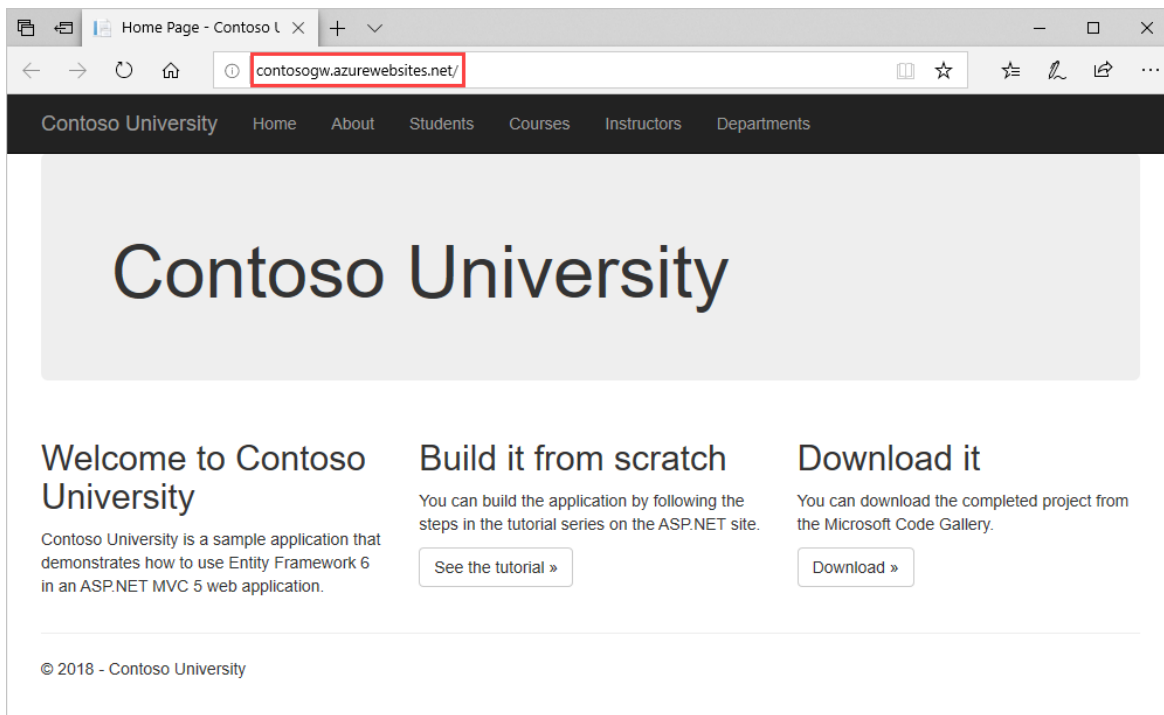 Home Page - Contoso U
contosogw.azurewebsites.net/
Contoso University Home About Students Courses Instructors Departments
Contoso University
Welcome to Contoso
University
Contoso University is a sample application that
demonstrates how to use Entity Framework 6
in an ASP.NET MVC 5 web application.
Build it from scratch
You can build the application by following the
steps in the tutorial series on the ASP.NET site.
See the tutorial »
Download it
You can download the completed project from
the Microsoft Code Gallery.
Download »
© 2018 - Contoso University